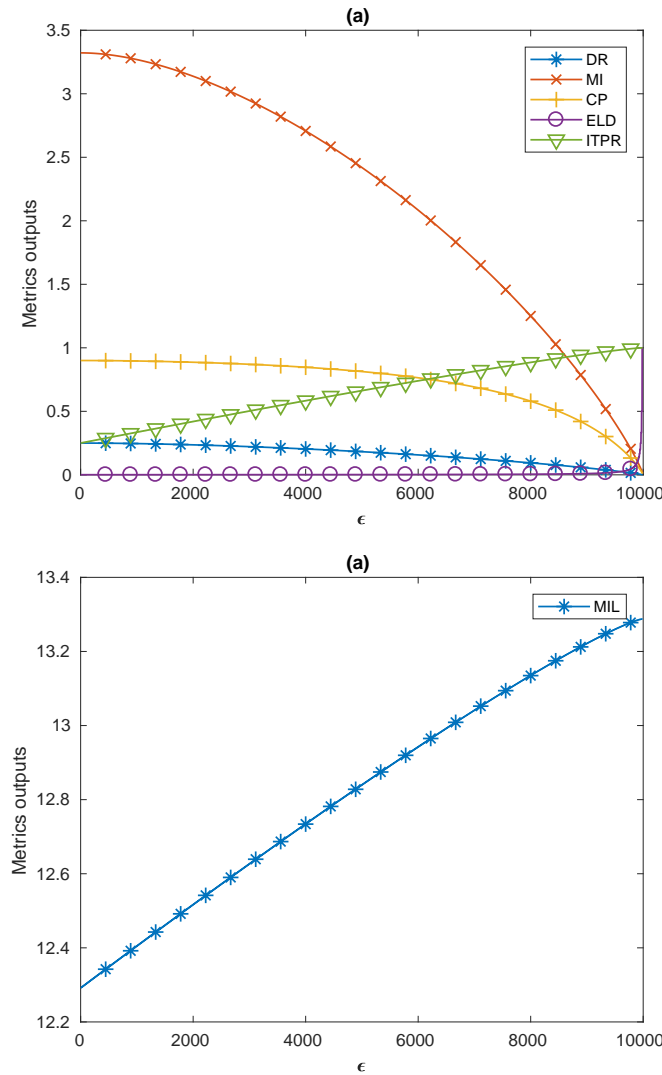 (a)
3.5
3
2.5
2
1.5
1
0.5
0
Metrics outputs
DR
MI
CP
ELD
ITPR
0 2000 4000 6000 8000 10000
ϵ
(a)
13.4
13.2
13
12.8
12.6
12.4
12.2
Metrics outputs
MIL
0 2000 4000 6000 8000 10000
ϵ